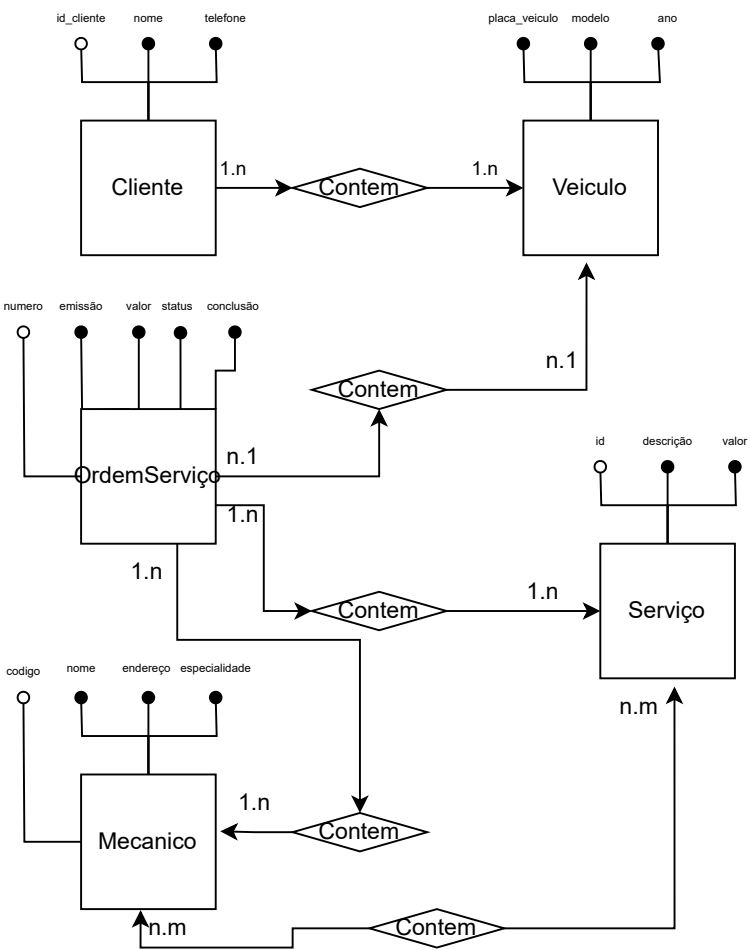 id_cliente nome telefone
placa_veiculo modelo ano
Cliente
1.n
Contem
1.n
Veiculo
numero emissão valor status conclusão
n.1
Contem
OrdemServiço
n.1
1.n
id descrição valor
1.n
Contem
1.n
Serviço
codigo nome endereço especialidade
n.m
1.n
Contem
Mecanico
n.m
Contem